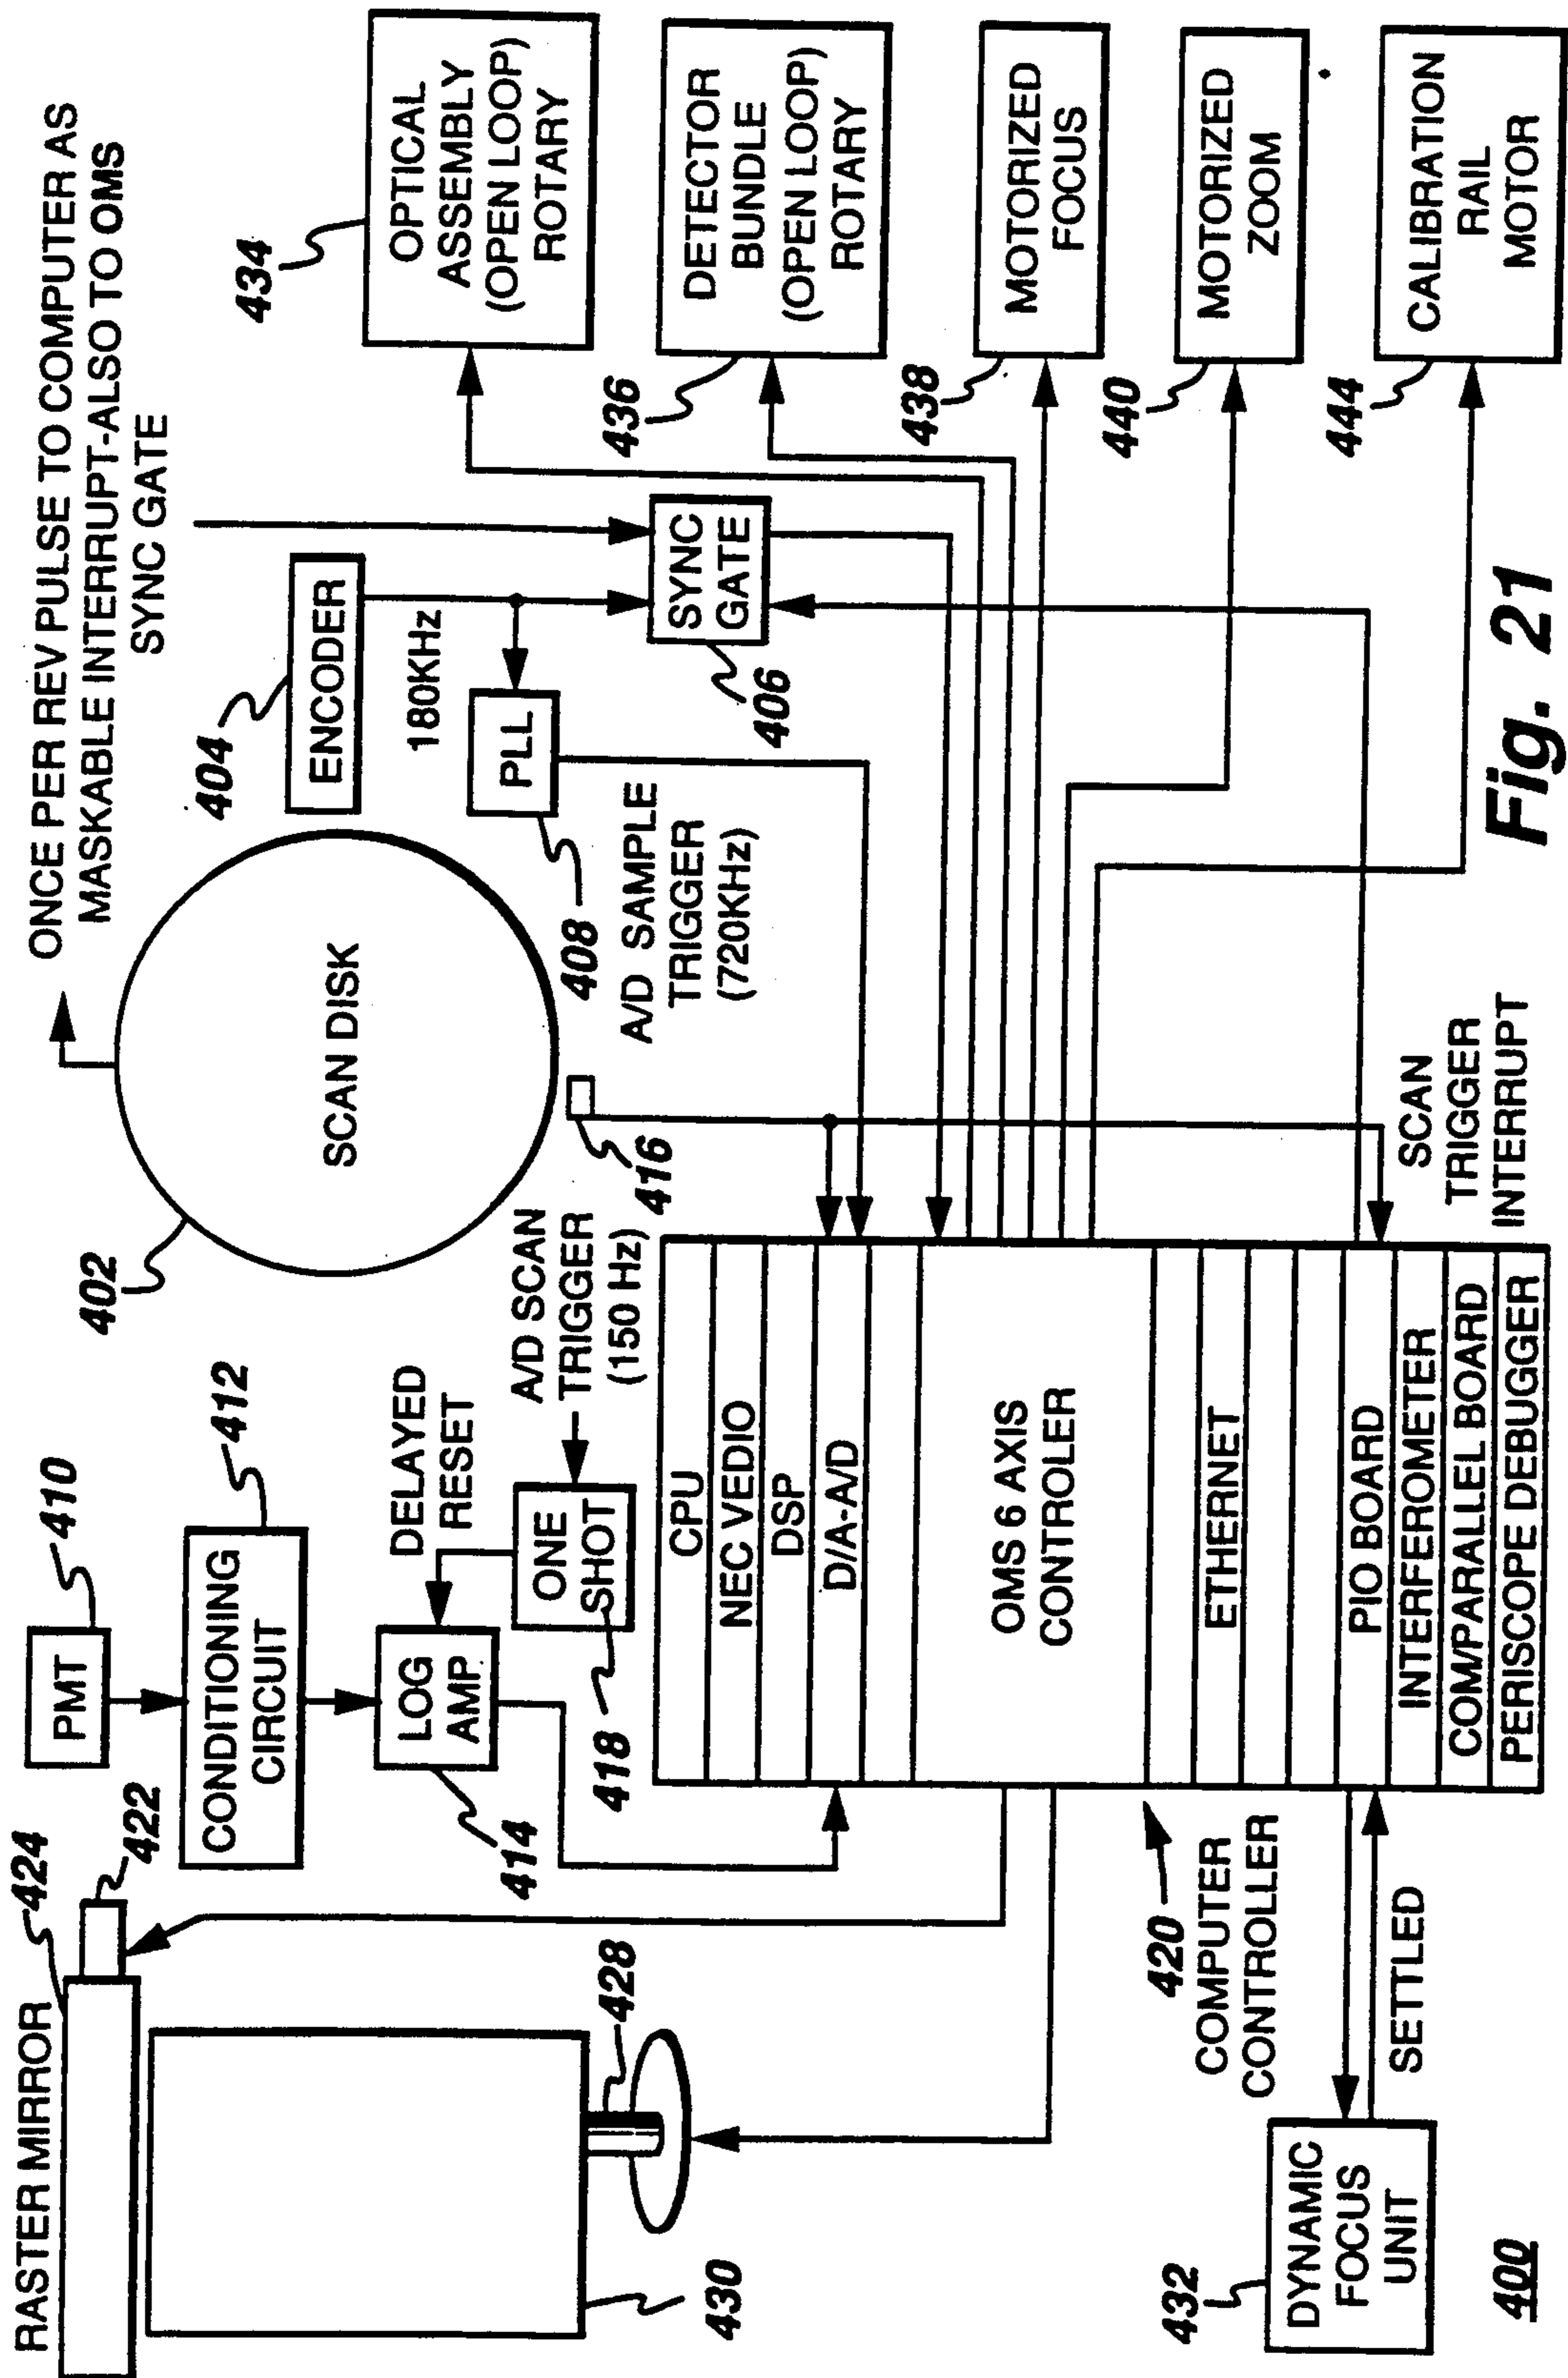 ONCE PER REV PULSE TO COMPUTER AS
MASKABLE INTERRUPT-ALSO TO OMS
SYNC GATE
RASTER MIRROR
424
422
PMT
410
CONDITIONING
CIRCUIT
412
LOG
AMP
414
DELAYED
RESET
ONE
SHOT
418
A/D SCAN
TRIGGER
(150 Hz)
402
SCAN DISK
416
404
ENCODER
180KHz
PLL
408
A/D SAMPLE
TRIGGER
(720KHz)
SYNC
GATE
406
434
OPTICAL
ASSEMBLY
(OPEN LOOP)
ROTARY
436
DETECTOR
BUNDLE
(OPEN LOOP)
ROTARY
438
MOTORIZED
FOCUS
440
MOTORIZED
ZOOM
444
CALIBRATION
RAIL
MOTOR
428
430
CPU
NEC VEDIO
DSP
D/A-A/D
OMS 6 AXIS
CONTROLER
ETHERNET
PIO BOARD
INTERFEROMETER
COM/PARALLEL BOARD
PERISCOPE DEBUGGER
420
COMPUTER
CONTROLLER
SETTLED
SCAN
TRIGGER
INTERRUPT
432
DYNAMIC
FOCUS
UNIT
400
Fig. 21